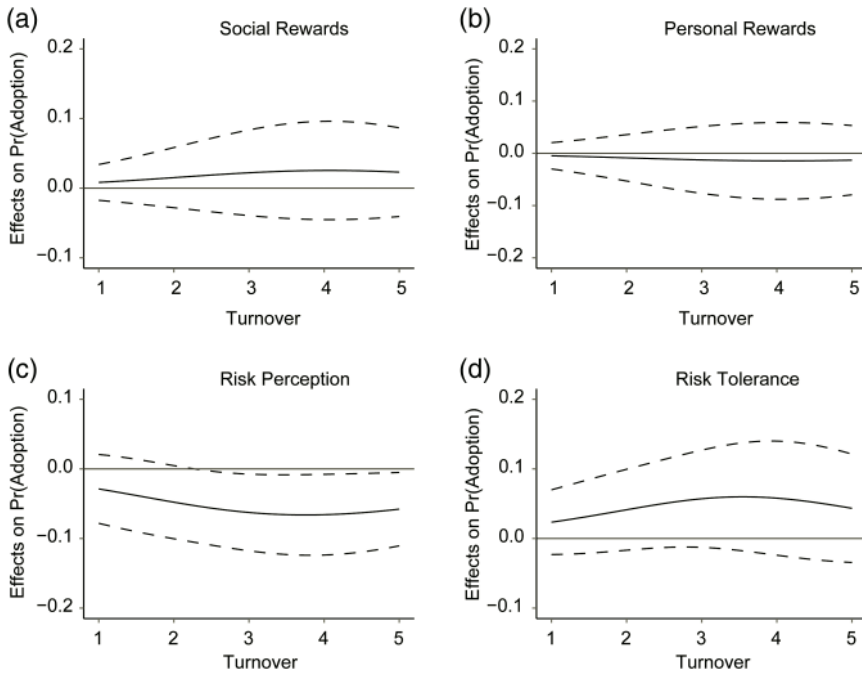 (a)
Social Rewards
Effects on Pr(Adoption)
0.2
0.1
0.0
−0.1
1 2 3 4 5
Turnover
(b)
Personal Rewards
Effects on Pr(Adoption)
0.2
0.1
0.0
−0.1
−0.2
1 2 3 4 5
Turnover
(c)
Risk Perception
Effects on Pr(Adoption)
0.1
0.0
−0.1
−0.2
1 2 3 4 5
Turnover
(d)
Risk Tolerance
Effects on Pr(Adoption)
0.2
0.1
0.0
−0.1
1 2 3 4 5
Turnover